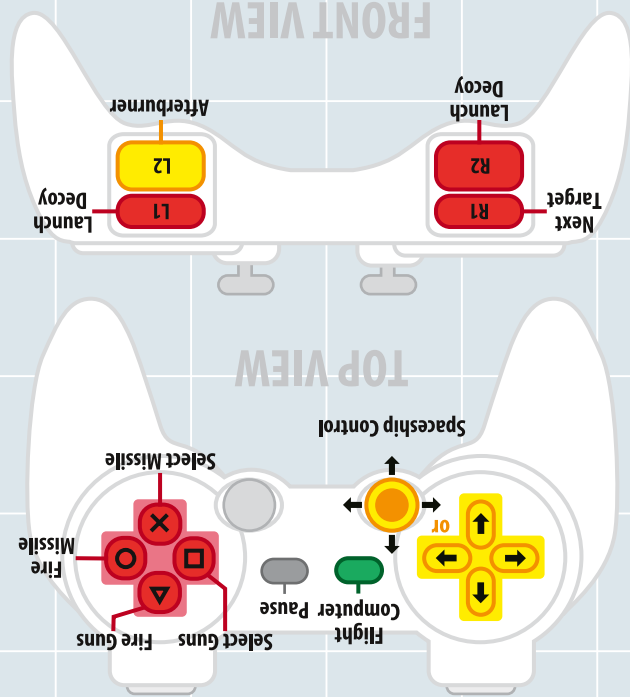 Flight
Computer
Pause
Select Guns
Fire Guns
Fire
Missile
or
Select Missile
Spaceship Control
TOP VIEW
Next
Target
R1
L1
Launch
Decoy
R2
L2
Launch
Decoy
Afterburner
FRONT VIEW